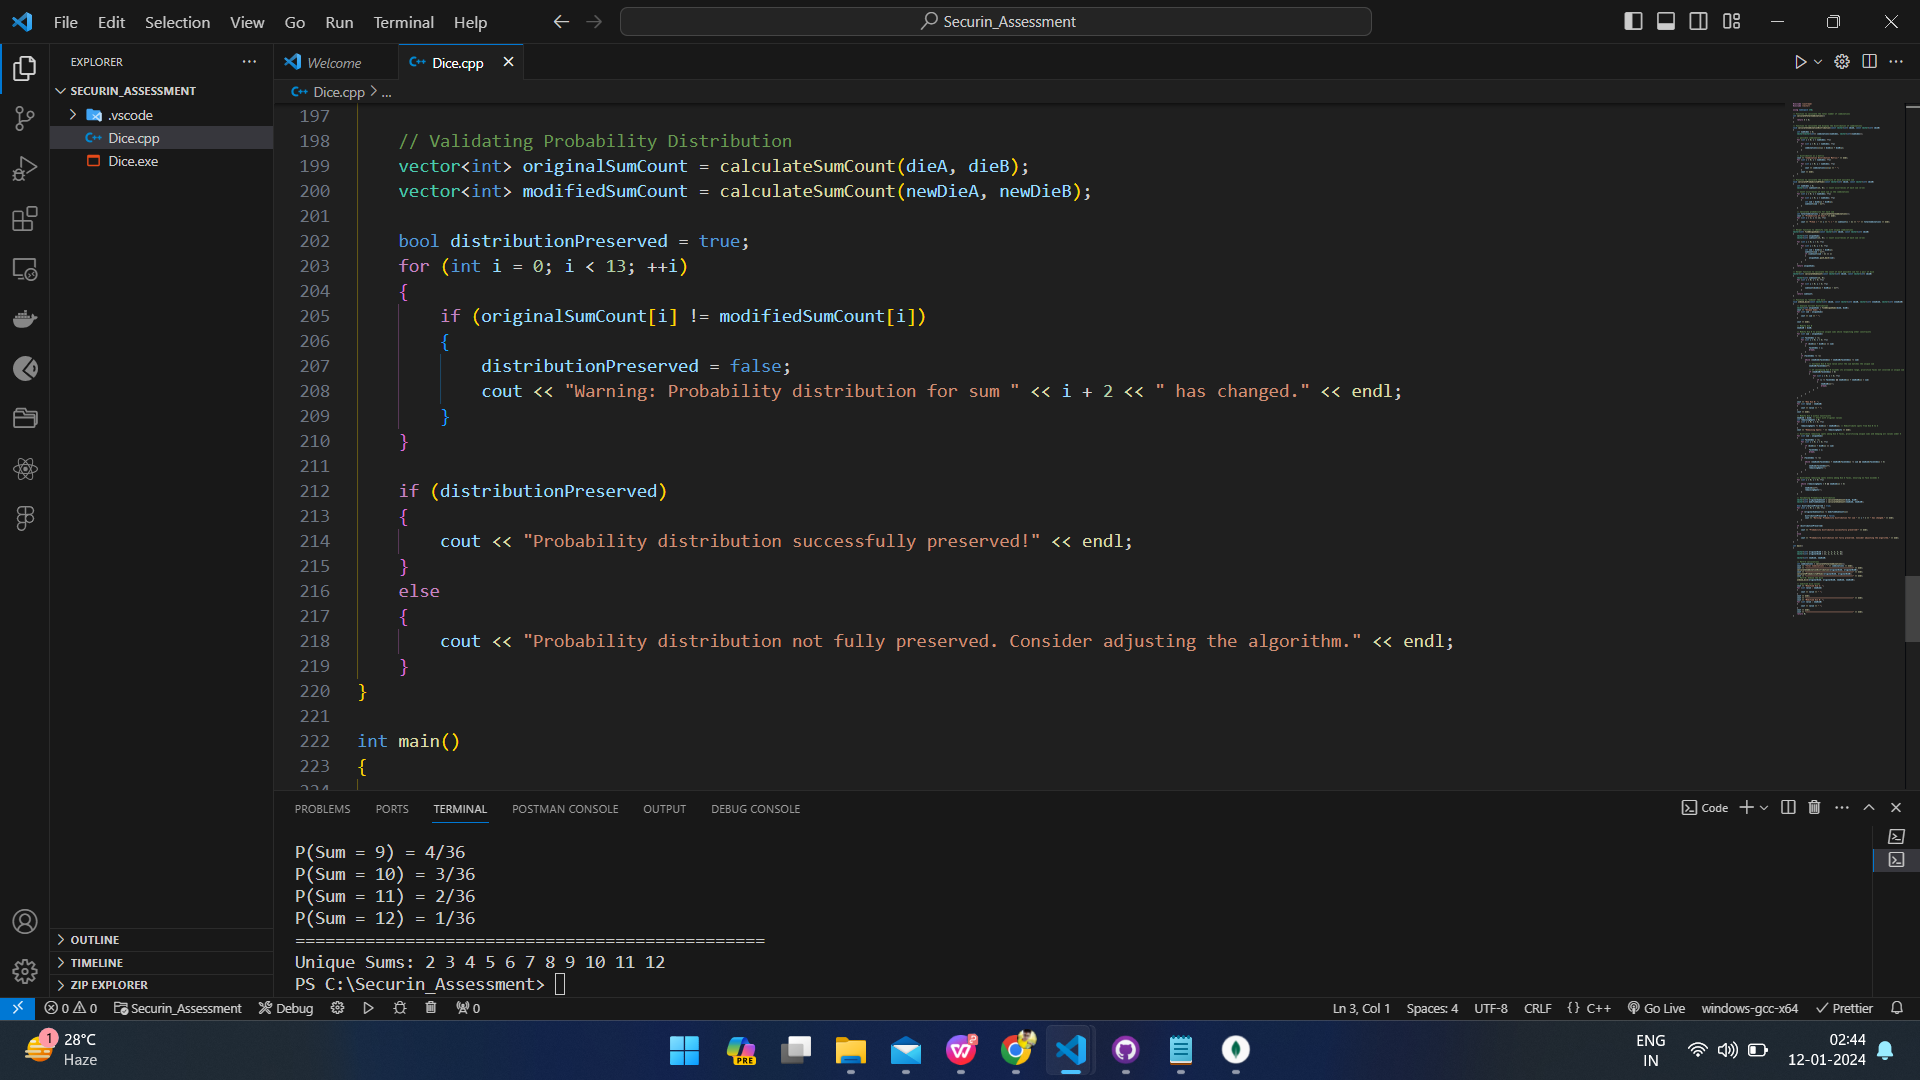 File Edit Selection View Go Run Terminal Help
Securin_Assessment
EXPLORER
SECURIN_ASSESSMENT
.vscode
Dice.cpp
Dice.exe
OUTLINE
TIMELINE
ZIP EXPLORER
Welcome
Dice.cpp
Dice.cpp > ...
197
198 // Validating Probability Distribution
199 vector<int> originalSumCount = calculateSumCount(dieA, dieB);
200 vector<int> modifiedSumCount = calculateSumCount(newDieA, newDieB);
201
202 bool distributionPreserved = true;
203 for (int i = 0; i < 13; ++i)
204 {
205 if (originalSumCount[i] != modifiedSumCount[i])
206 {
207 distributionPreserved = false;
208 cout << "Warning: Probability distribution for sum " << i + 2 << " has changed." << endl;
209 }
210 }
211
212 if (distributionPreserved)
213 {
214 cout << "Probability distribution successfully preserved!" << endl;
215 }
216 else
217 {
218 cout << "Probability distribution not fully preserved. Consider adjusting the algorithm." << endl;
219 }
220 }
221
222 int main()
223 {
PROBLEMS PORTS TERMINAL POSTMAN CONSOLE OUTPUT DEBUG CONSOLE
Code
P(Sum = 9) = 4/36
P(Sum = 10) = 3/36
P(Sum = 11) = 2/36
P(Sum = 12) = 1/36
===============================================
Unique Sums: 2 3 4 5 6 7 8 9 10 11 12
PS C:\Securin_Assessment>
0 0 Securin_Assessment Debug 0
Ln 3, Col 1 Spaces: 4 UTF-8 CRLF {} C++ Go Live windows-gcc-x64 Prettier
1
28°C
Haze
PRE
ENG
IN
02:44
12-01-2024